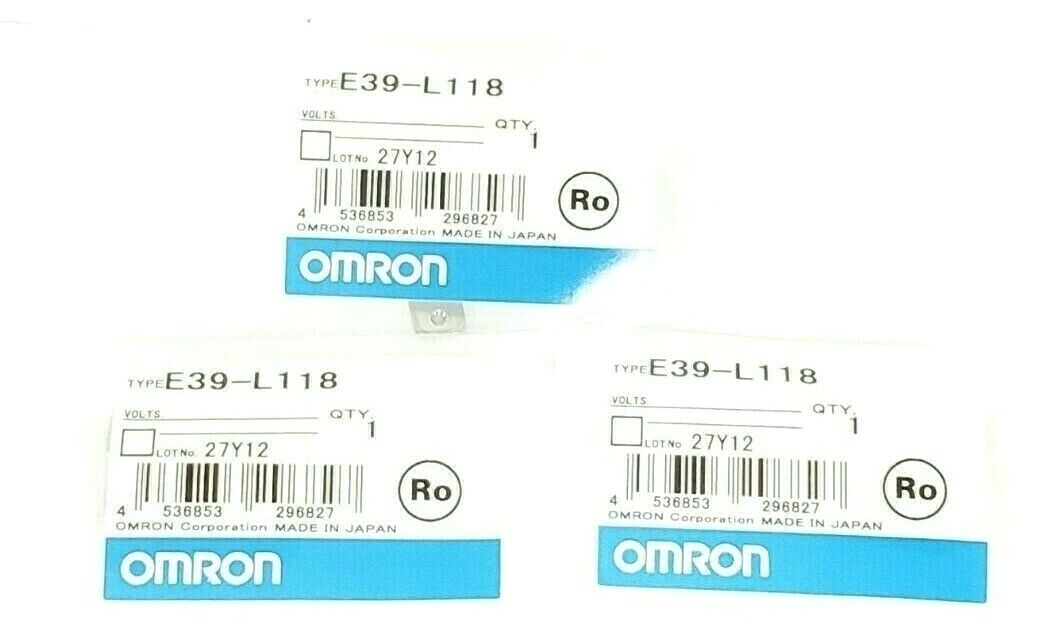 TYPE E39-L118
VOLTS
QTY.
1
LOT No. 27Y12
Ro
4 536853 296827
OMRON Corporation MADE IN JAPAN
OMRON
TYPE E39-L118
VOLTS
QTY.
1
LOT No. 27Y12
Ro
4 536853 296827
OMRON Corporation MADE IN JAPAN
OMRON
TYPE E39-L118
VOLTS
QTY.
1
LOT No 27Y12
Ro
4 536853 296827
OMRON Corporation MADE IN JAPAN
OMRON